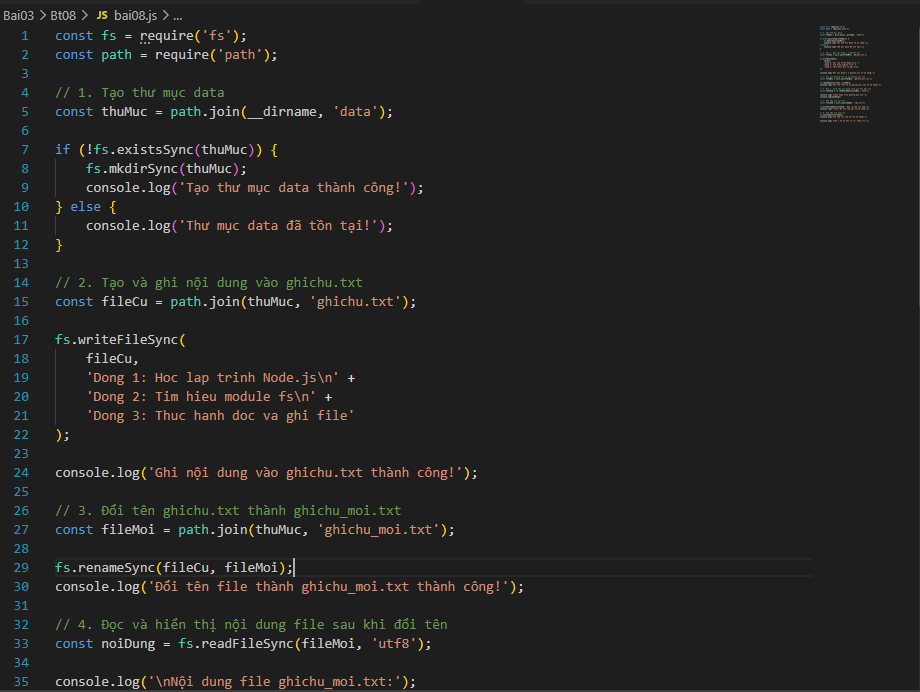 Bai03 > Bt08 > JS bai08.js > ...
1 const fs = require('fs');
2 const path = require('path');
3
4 // 1. Tạo thư mục data
5 const thuMuc = path.join(__dirname, 'data');
6
7 if (!fs.existsSync(thuMuc)) {
8     fs.mkdirSync(thuMuc);
9     console.log('Tạo thư mục data thành công!');
10 } else {
11     console.log('Thư mục data đã tồn tại!');
12 }
13
14 // 2. Tạo và ghi nội dung vào ghichu.txt
15 const fileCu = path.join(thuMuc, 'ghichu.txt');
16
17 fs.writeFileSync(
18     fileCu,
19     'Dong 1: Hoc lap trinh Node.js\n' +
20     'Dong 2: Tim hieu module fs\n' +
21     'Dong 3: Thuc hanh doc va ghi file'
22 );
23
24 console.log('Ghi nội dung vào ghichu.txt thành công!');
25
26 // 3. Đổi tên ghichu.txt thành ghichu_moi.txt
27 const fileMoi = path.join(thuMuc, 'ghichu_moi.txt');
28
29 fs.renameSync(fileCu, fileMoi);
30 console.log('Đổi tên file thành ghichu_moi.txt thành công!');
31
32 // 4. Đọc và hiển thị nội dung file sau khi đổi tên
33 const noiDung = fs.readFileSync(fileMoi, 'utf8');
34
35 console.log('\nNội dung file ghichu_moi.txt:');